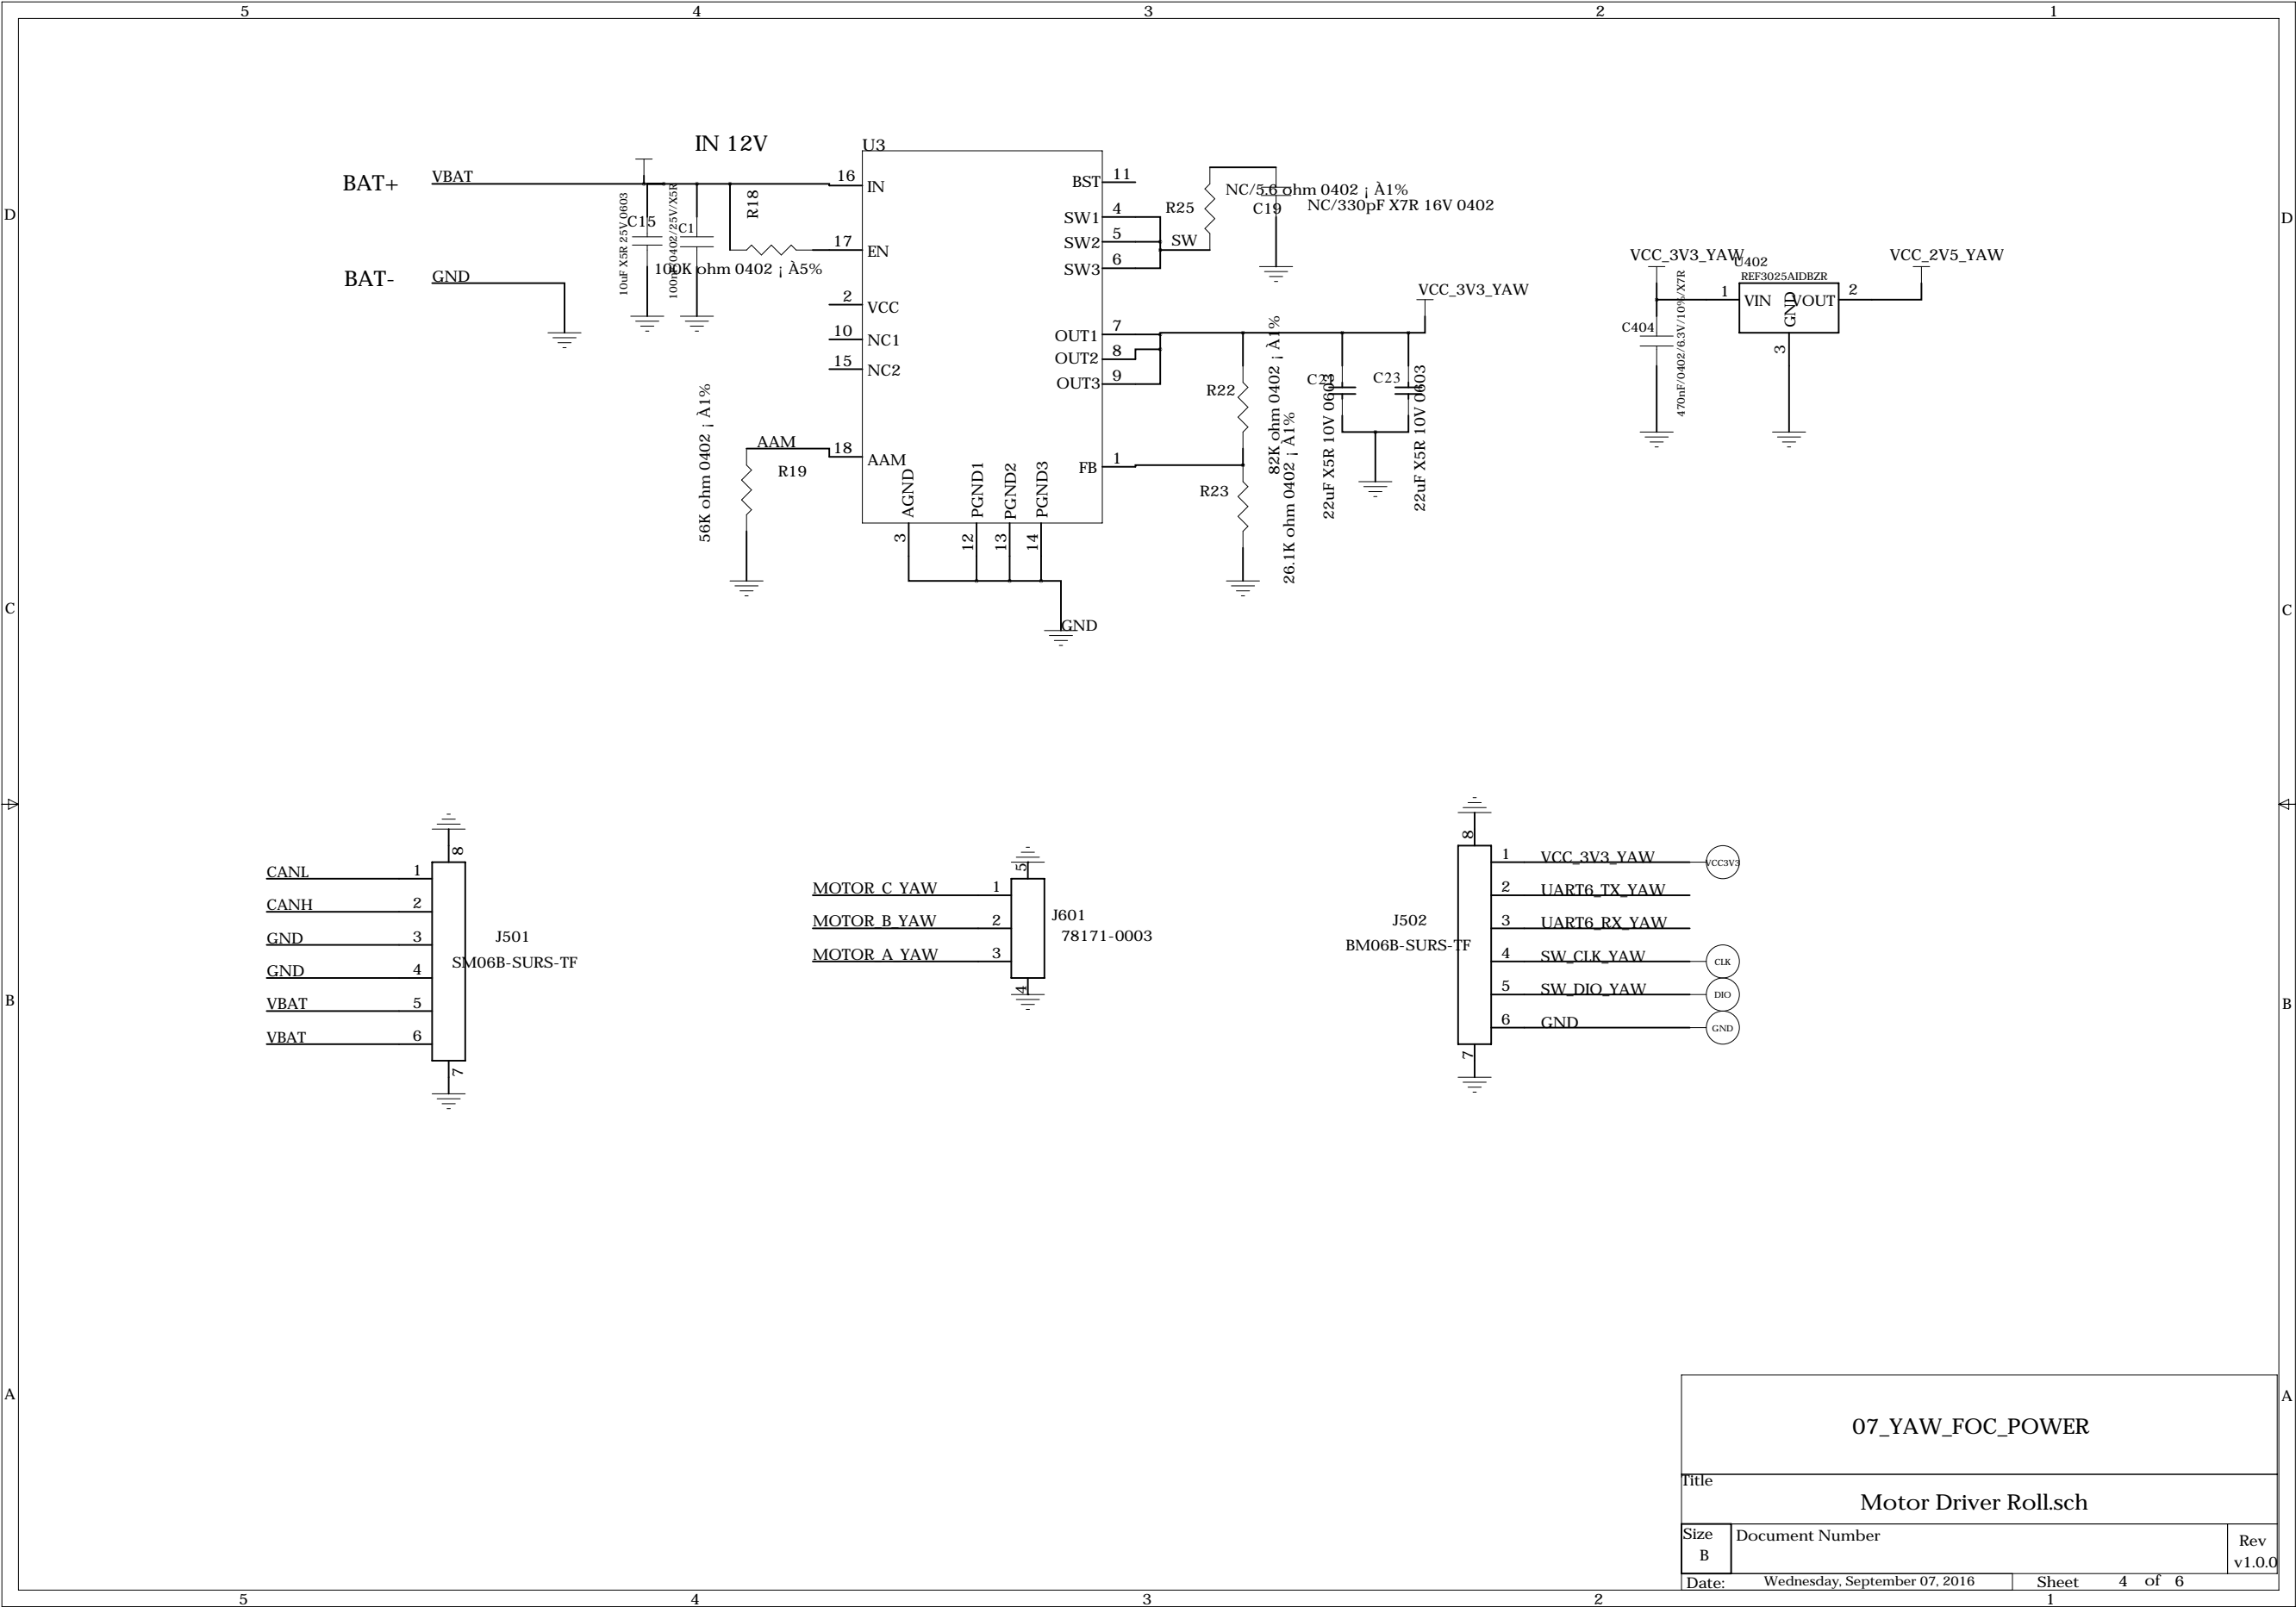 5 4 3 2 1
D D
C C
B B
A A
IN 12V
BAT+ VBAT
BAT- GND
10uF X5R 25V 0603
C15
100nF/0402/25V/X5R
C1
R18
100K ohm 0402 ¡ À5%
U3
16 IN
17 EN
2 VCC
10 NC1
15 NC2
18 AAM
AAM
R19
56K ohm 0402 ¡ À1%
AGND PGND1 PGND2 PGND3
3 12 13 14
GND
BST 11
SW1 4
SW2 5
SW3 6
SW
OUT1 7
OUT2 8
OUT3 9
FB 1
R25
NC/5.6 ohm 0402 ¡ À1%
C19
NC/330pF X7R 16V 0402
VCC_3V3_YAW
R22
82K ohm 0402 ¡ À1%
R23
26.1K ohm 0402 ¡ À1%
22uF X5R 10V 0603
C23
22uF X5R 10V 0603
VCC_3V3_YAW
U402
REF3025AIDBZR
VCC_2V5_YAW
1 VIN VOUT 2
GND
3
C404
470nF/0402/6.3V/10%/X7R
8
CANL 1
CANH 2
GND 3
GND 4
VBAT 5
VBAT 6
7
J501
SM06B-SURS-TF
5
MOTOR_C_YAW 1
MOTOR_B_YAW 2
MOTOR_A_YAW 3
4
J601
78171-0003
8
J502
BM06B-SURS-TF
1 VCC_3V3_YAW VCC3V3
2 UART6_TX_YAW
3 UART6_RX_YAW
4 SW_CLK_YAW CLK
5 SW_DIO_YAW DIO
6 GND GND
7
07_YAW_FOC_POWER
Title
Motor Driver Roll.sch
Size
B
Document Number
Rev
v1.0.0
Date: Wednesday, September 07, 2016 Sheet 4 of 6
5 4 3 2 1